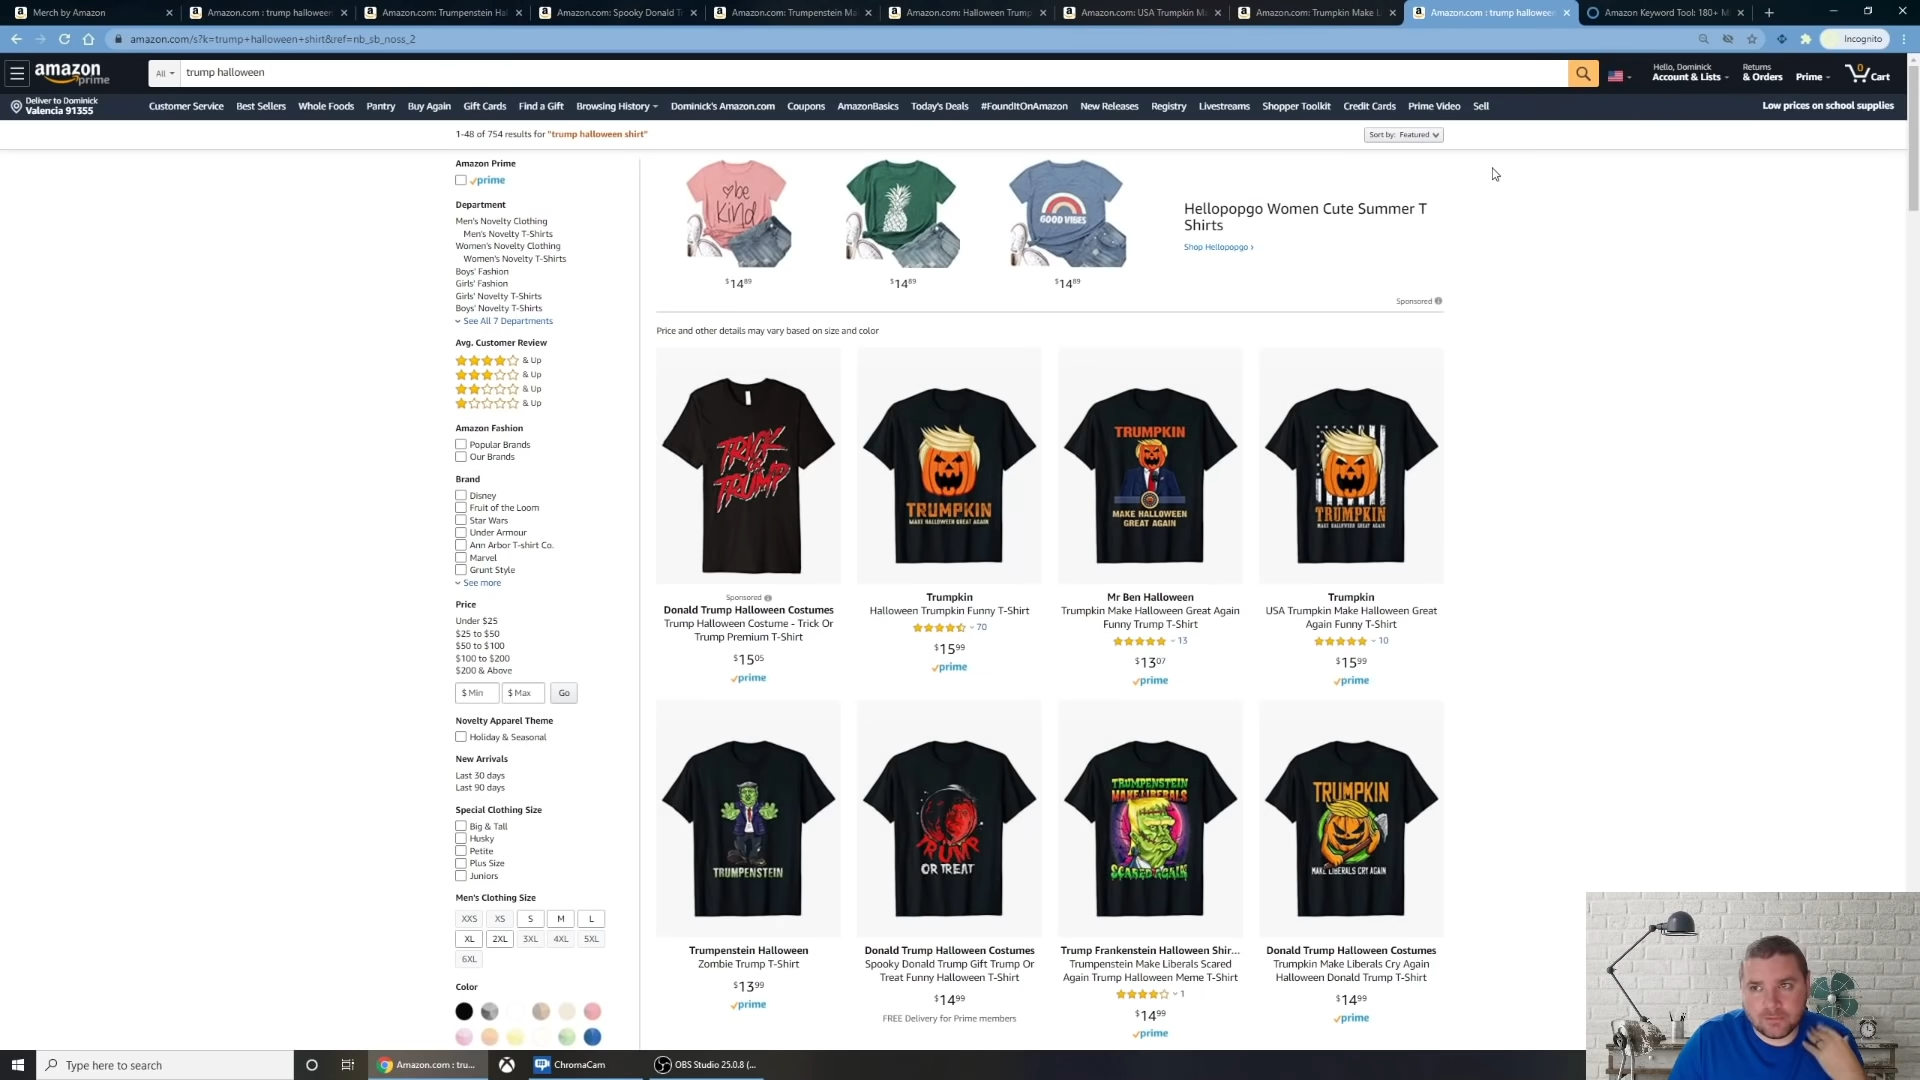 Merch by Amazon
Amazon.com : trump halloween
Amazon.com: Trumpenstein Hal
Amazon.com: Spooky Donald Tr
Amazon.com: Trumpenstein Ma
Amazon.com: Halloween Trump
Amazon.com: USA Trumpkin Ma
Amazon.com: Trumpkin Make L
Amazon.com : trump halloween
Amazon Keyword Tool: 180+ M
amazon.com/s?k=trump+halloween+shirt&ref=nb_sb_noss_2
Incognito
amazon prime
All
trump halloween
Hello, Dominick
Account & Lists
Returns
& Orders
Prime
0
Cart
Deliver to Dominick
Valencia 91355
Customer Service
Best Sellers
Whole Foods
Pantry
Buy Again
Gift Cards
Find a Gift
Browsing History
Dominick's Amazon.com
Coupons
AmazonBasics
Today's Deals
#FoundItOnAmazon
New Releases
Registry
Livestreams
Shopper Toolkit
Credit Cards
Prime Video
Sell
Low prices on school supplies
1-48 of 754 results for "trump halloween shirt"
Sort by: Featured
Amazon Prime
prime
Department
Men's Novelty Clothing
Men's Novelty T-Shirts
Women's Novelty Clothing
Women's Novelty T-Shirts
Boys' Fashion
Girls' Fashion
Girls' Novelty T-Shirts
Boys' Novelty T-Shirts
See All 7 Departments
Avg. Customer Review
& Up
& Up
& Up
& Up
Amazon Fashion
Popular Brands
Our Brands
Brand
Disney
Fruit of the Loom
Star Wars
Under Armour
Ann Arbor T-shirt Co.
Marvel
Grunt Style
See more
Price
Under $25
$25 to $50
$50 to $100
$100 to $200
$200 & Above
$ Min
$ Max
Go
Novelty Apparel Theme
Holiday & Seasonal
New Arrivals
Last 30 days
Last 90 days
Special Clothing Size
Big & Tall
Husky
Petite
Plus Size
Juniors
Men's Clothing Size
XXS XS S M L
XL 2XL 3XL 4XL 5XL
6XL
Color
be
kind
GOOD VIBES
$14 89
$14 89
$14 89
Hellopopgo Women Cute Summer T
Shirts
Shop Hellopopgo ›
Sponsored
Price and other details may vary based on size and color
TRICK
OR
TRUMP
Sponsored
Donald Trump Halloween Costumes
Trump Halloween Costume - Trick Or
Trump Premium T-Shirt
$15 05
prime
TRUMPKIN
MAKE HALLOWEEN GREAT AGAIN
Trumpkin
Halloween Trumpkin Funny T-Shirt
70
$15 99
prime
TRUMPKIN
MAKE HALLOWEEN
GREAT AGAIN
Mr Ben Halloween
Trumpkin Make Halloween Great Again
Funny Trump T-Shirt
13
$13 07
prime
TRUMPKIN
MAKE HALLOWEEN GREAT AGAIN
Trumpkin
USA Trumpkin Make Halloween Great
Again Funny T-Shirt
10
$15 99
prime
TRUMPENSTEIN
Trumpenstein Halloween
Zombie Trump T-Shirt
$13 99
prime
TRUMP
OR TREAT
Donald Trump Halloween Costumes
Spooky Donald Trump Gift Trump Or
Treat Funny Halloween T-Shirt
$14 99
FREE Delivery for Prime members
TRUMPENSTEIN
MAKE LIBERALS
SCARED AGAIN
Trump Frankenstein Halloween Shir...
Trumpenstein Make Liberals Scared
Again Trump Halloween Meme T-Shirt
1
$14 99
prime
TRUMPKIN
MAKE LIBERALS CRY AGAIN
Donald Trump Halloween Costumes
Trumpkin Make Liberals Cry Again
Halloween Donald Trump T-Shirt
$14 99
prime
Type here to search
Amazon.com : tru...
ChromaCam
OBS Studio 25.0.8 (...